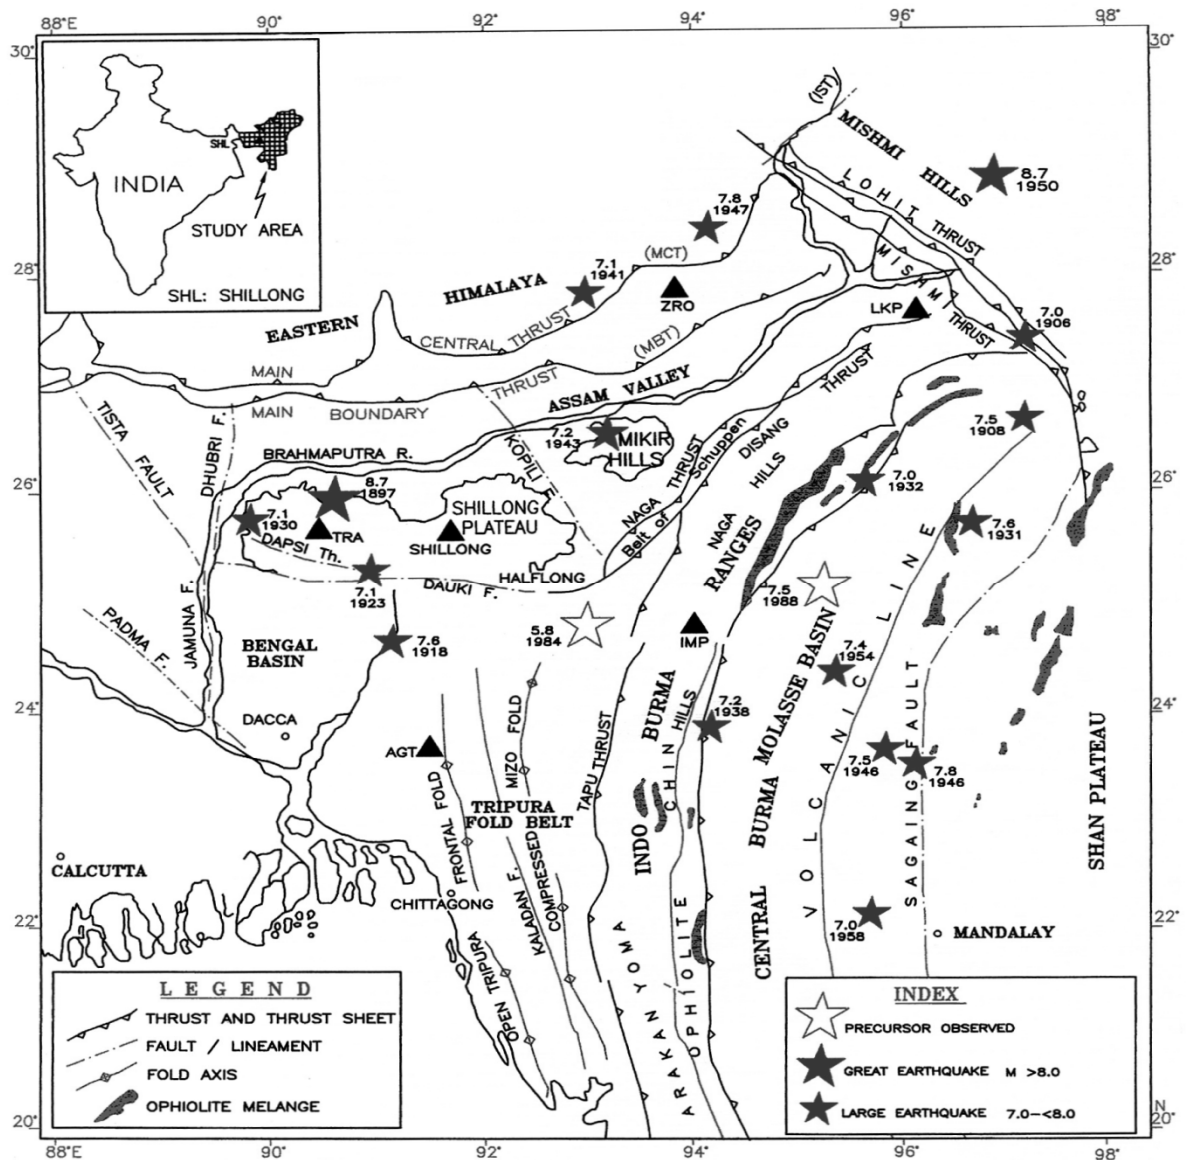 88°E
90°
92°
94°
96°
98°
30°
30°
INDIA
SHL
STUDY AREA
SHL: SHILLONG
(IST)
MISHMI HILLS
LOHIT THRUST
MISHMI THRUST
8.7
1950
7.8
1947
(MCT)
7.1
1941
28°
28°
EASTERN HIMALAYA
ZRO
LKP
7.0
1906
MAIN CENTRAL THRUST
(MBT)
MAIN BOUNDARY THRUST
ASSAM VALLEY
TISTA FAULT
DHUBRI F.
BRAHMAPUTRA R.
KOPILI F.
7.2
1943
MIKIR
HILLS
NAGA THRUST
Belt of Schuppen
DISANG THRUST
NAGA HILLS
7.5
1908
26°
26°
8.7
1897
7.1
1930
TRA
DAPSI Th.
SHILLONG
PLATEAU
SHILLONG
7.0
1932
7.6
1931
7.1
1923
DAUKI F.
HALFLONG
PADMA F.
JAMUNA F.
BENGAL
BASIN
7.6
1918
5.8
1984
IMP
7.5
1988
7.4
1954
24°
24°
DACCA
AGT
7.2
1938
7.5
1946
7.8
1946
INDO BURMA RANGES
CHIN HILLS
CENTRAL BURMA MOLASSE BASIN
VOLCANIC LINE
SAGAING FAULT
SHAN PLATEAU
TAPU THRUST
MIZO FOLD
COMPRESSED
TRIPURA
FOLD BELT
FRONTAL FOLD
KALADAN F.
OPEN TRIPURA
CALCUTTA
CHITTAGONG
22°
22°
7.0
1958
MANDALAY
ARAKAN YOMA
OPHIOLITE
LEGEND
THRUST AND THRUST SHEET
FAULT / LINEAMENT
FOLD AXIS
OPHIOLITE MELANGE
INDEX
PRECURSOR OBSERVED
GREAT EARTHQUAKE M >8.0
LARGE EARTHQUAKE 7.0-<8.0
N
20°
20°
88°E
90°
92°
94°
96°
98°